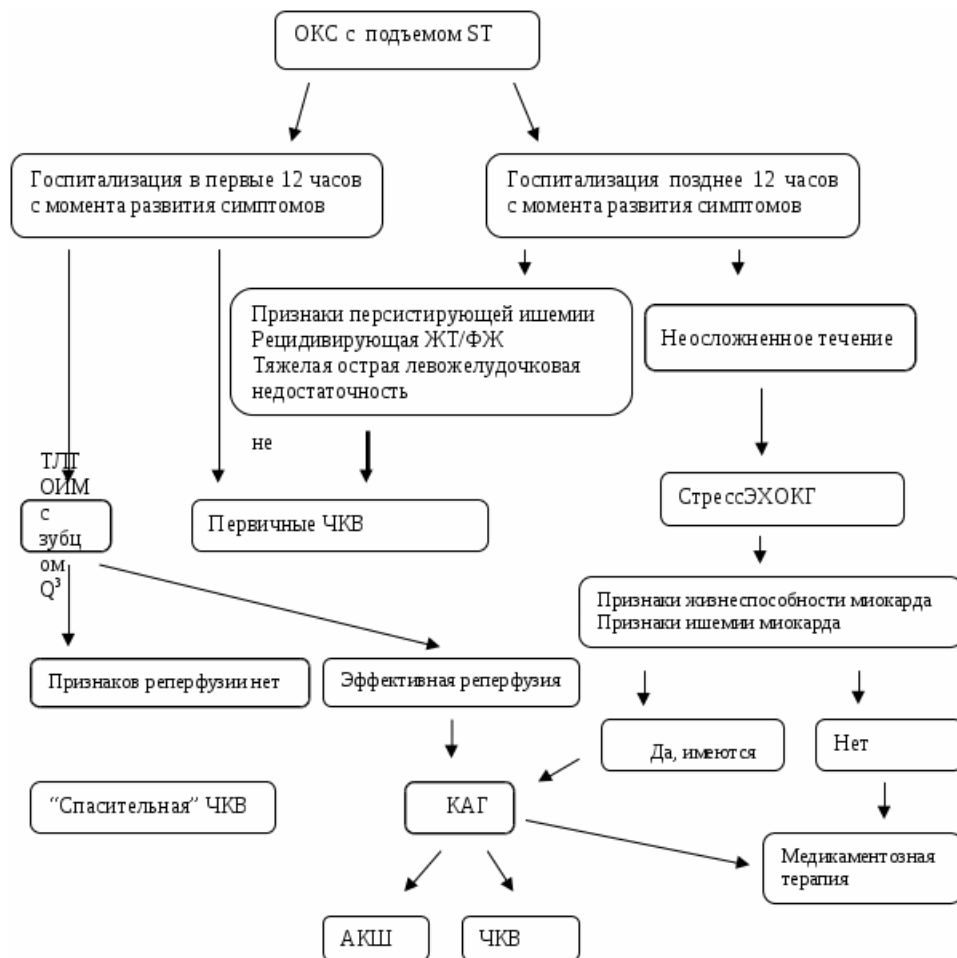 ОКС с подъемом ST
Госпитализация в первые 12 часов
с момента развития симптомов
Госпитализация позднее 12 часов
с момента развития симптомов
Признаки персистирующей ишемии
Рецидивирующая ЖТ/ФЖ
Тяжелая острая левожелудочковая
недостаточность
Неосложненное течение
не
ТЛТ
ОИМ
с
зубц
ом
Q³
Первичные ЧКВ
СтрессЭХОКГ
Признаки жизнеспособности миокарда
Признаки ишемии миокарда
Признаков реперфузии нет
Эффективная реперфузия
Да, имеются
Нет
“Спасительная” ЧКВ
КАГ
Медикаментозная
терапия
АКШ
ЧКВ